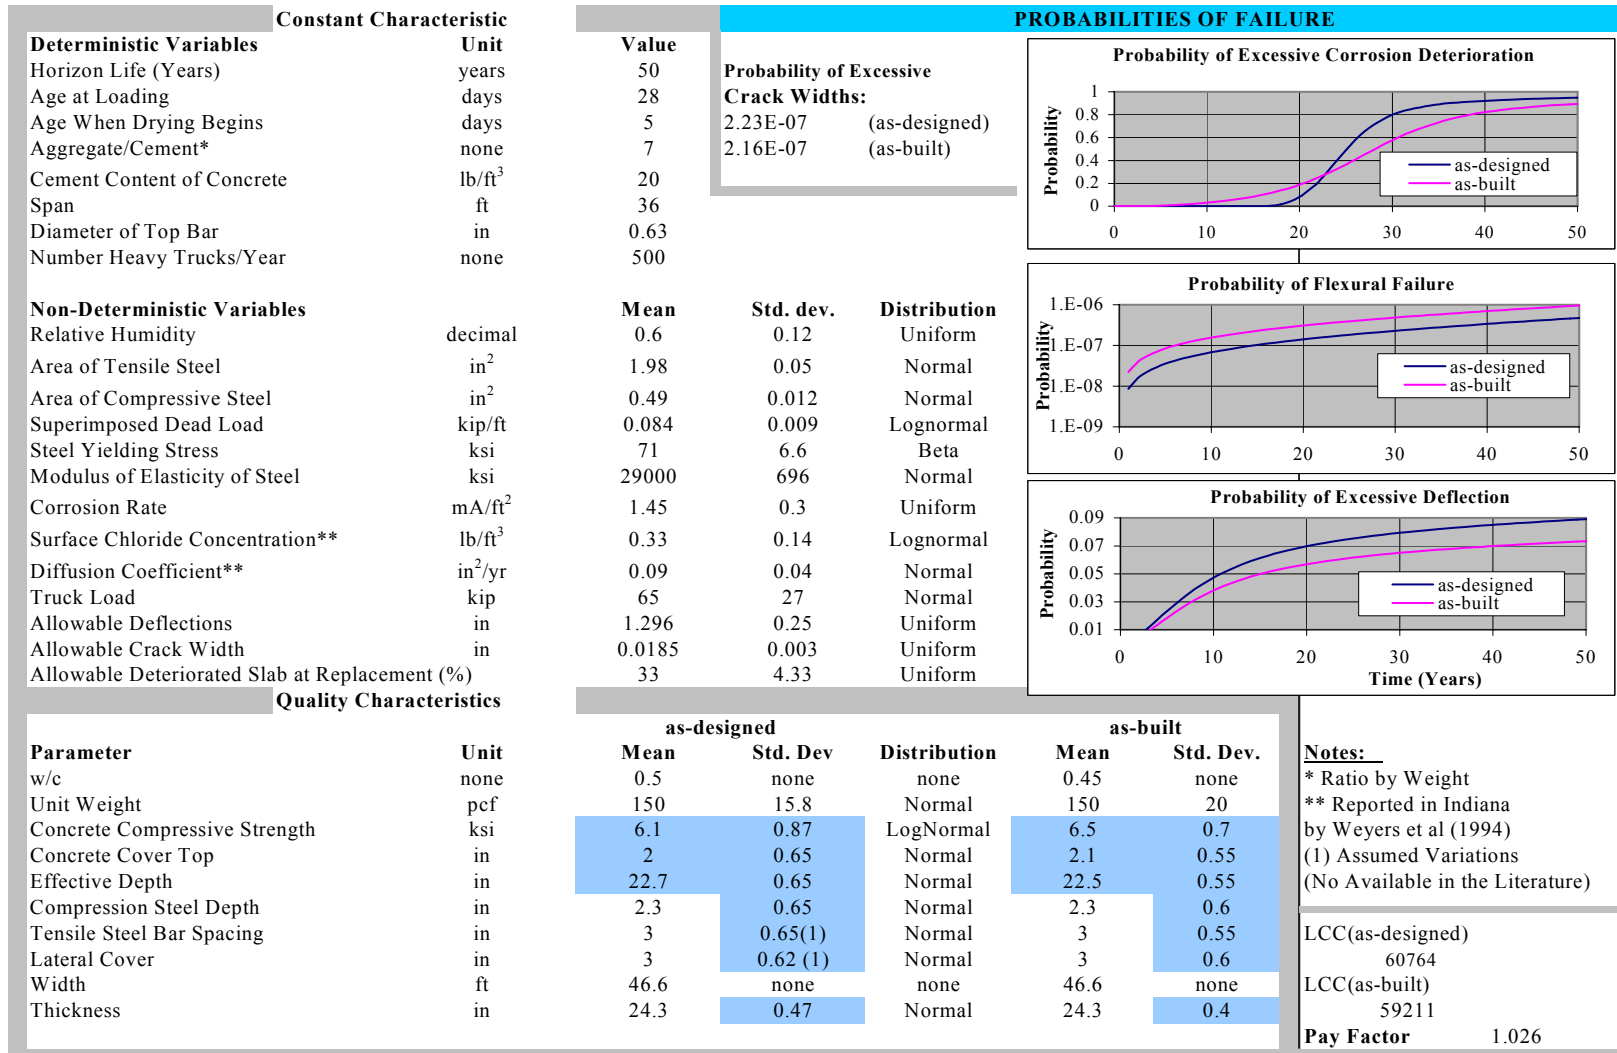 Constant Characteristic
Deterministic Variables Unit Value
Horizon Life (Years) years 50
Age at Loading days 28
Age When Drying Begins days 5
Aggregate/Cement* none 7
Cement Content of Concrete lb/ft³ 20
Span ft 36
Diameter of Top Bar in 0.63
Number Heavy Trucks/Year none 500
Non-Deterministic Variables Mean Std. dev. Distribution
Relative Humidity decimal 0.6 0.12 Uniform
Area of Tensile Steel in² 1.98 0.05 Normal
Area of Compressive Steel in² 0.49 0.012 Normal
Superimposed Dead Load kip/ft 0.084 0.009 Lognormal
Steel Yielding Stress ksi 71 6.6 Beta
Modulus of Elasticity of Steel ksi 29000 696 Normal
Corrosion Rate mA/ft² 1.45 0.3 Uniform
Surface Chloride Concentration** lb/ft³ 0.33 0.14 Lognormal
Diffusion Coefficient** in²/yr 0.09 0.04 Normal
Truck Load kip 65 27 Normal
Allowable Deflections in 1.296 0.25 Uniform
Allowable Crack Width in 0.0185 0.003 Uniform
Allowable Deteriorated Slab at Replacement (%) 33 4.33 Uniform
PROBABILITIES OF FAILURE
Probability of Excessive
Crack Widths:
2.23E-07 (as-designed)
2.16E-07 (as-built)
Probability of Excessive Corrosion Deterioration
Probability
1
0.8
0.6
0.4
0.2
0
as-designed
as-built
0 10 20 30 40 50
Probability of Flexural Failure
Probability
1.E-06
1.E-07
1.E-08
1.E-09
as-designed
as-built
0 10 20 30 40 50
Probability of Excessive Deflection
Probability
0.09
0.07
0.05
0.03
0.01
as-designed
as-built
0 10 20 30 40 50
Time (Years)
Quality Characteristics
as-designed as-built
Parameter Unit Mean Std. Dev Distribution Mean Std. Dev.
w/c none 0.5 none none 0.45 none
Unit Weight pcf 150 15.8 Normal 150 20
Concrete Compressive Strength ksi 6.1 0.87 LogNormal 6.5 0.7
Concrete Cover Top in 2 0.65 Normal 2.1 0.55
Effective Depth in 22.7 0.65 Normal 22.5 0.55
Compression Steel Depth in 2.3 0.65 Normal 2.3 0.6
Tensile Steel Bar Spacing in 3 0.65(1) Normal 3 0.55
Lateral Cover in 3 0.62 (1) Normal 3 0.6
Width ft 46.6 none none 46.6 none
Thickness in 24.3 0.47 Normal 24.3 0.4
Notes:
* Ratio by Weight
** Reported in Indiana
by Weyers et al (1994)
(1) Assumed Variations
(No Available in the Literature)
LCC(as-designed)
60764
LCC(as-built)
59211
Pay Factor 1.026